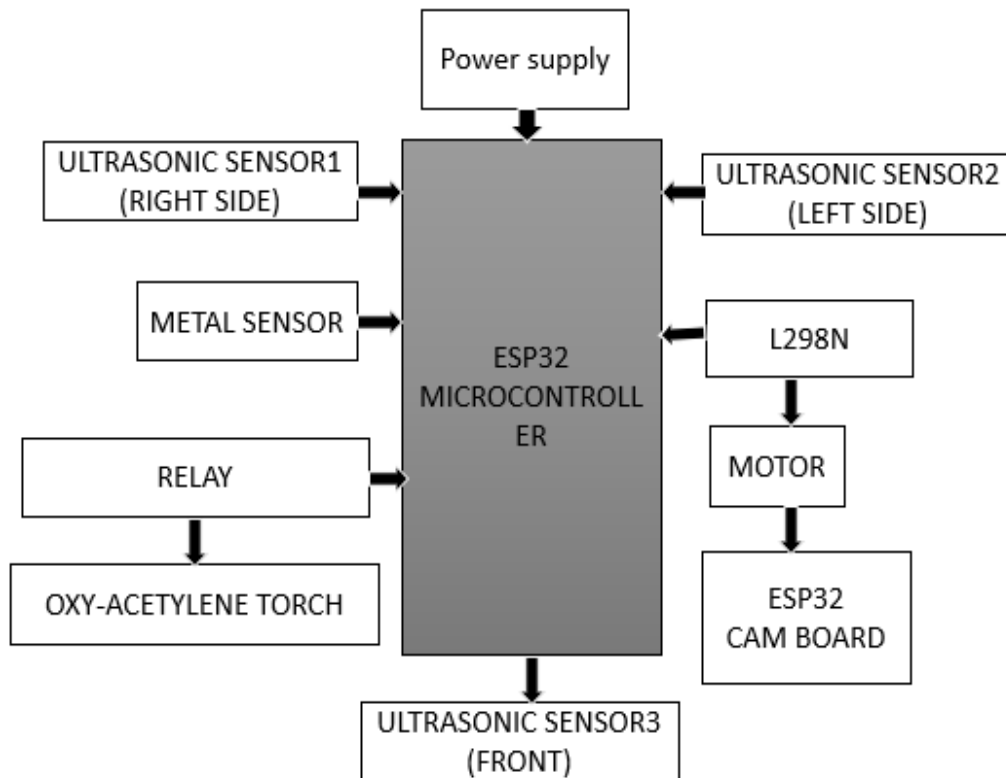 Power supply
ULTRASONIC SENSOR1
(RIGHT SIDE)
ULTRASONIC SENSOR2
(LEFT SIDE)
METAL SENSOR
L298N
ESP32
MICROCONTROLL
ER
RELAY
MOTOR
OXY-ACETYLENE TORCH
ESP32
CAM BOARD
ULTRASONIC SENSOR3
(FRONT)